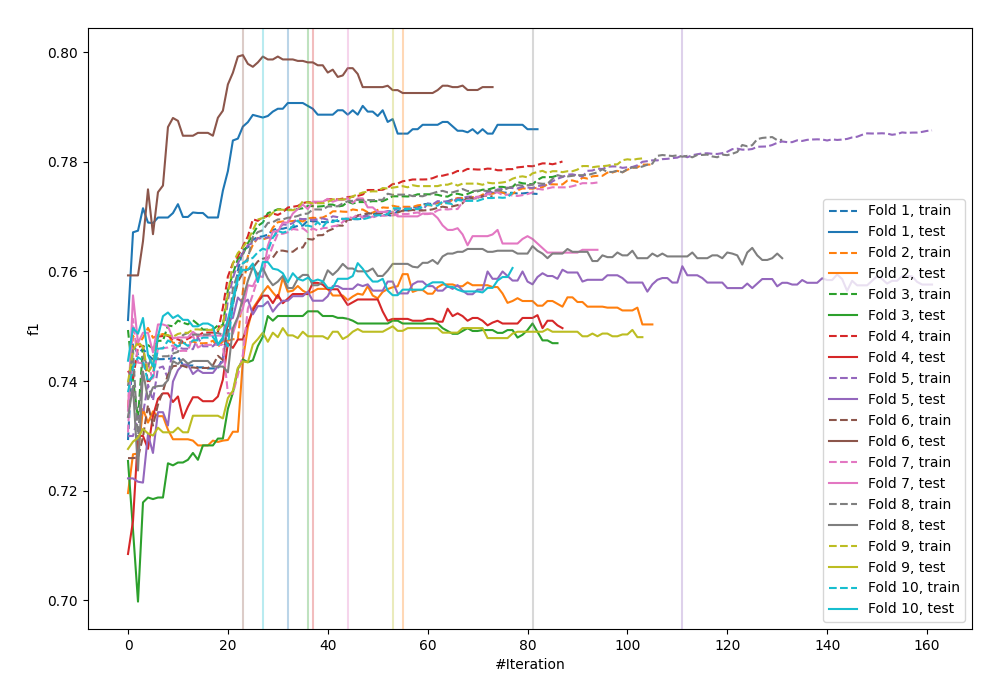 0.80
0.78
0.76
0.74
0.72
0.70
f1
0 20 40 60 80 100 120 140 160
#Iteration
Fold 1, train
Fold 1, test
Fold 2, train
Fold 2, test
Fold 3, train
Fold 3, test
Fold 4, train
Fold 4, test
Fold 5, train
Fold 5, test
Fold 6, train
Fold 6, test
Fold 7, train
Fold 7, test
Fold 8, train
Fold 8, test
Fold 9, train
Fold 9, test
Fold 10, train
Fold 10, test